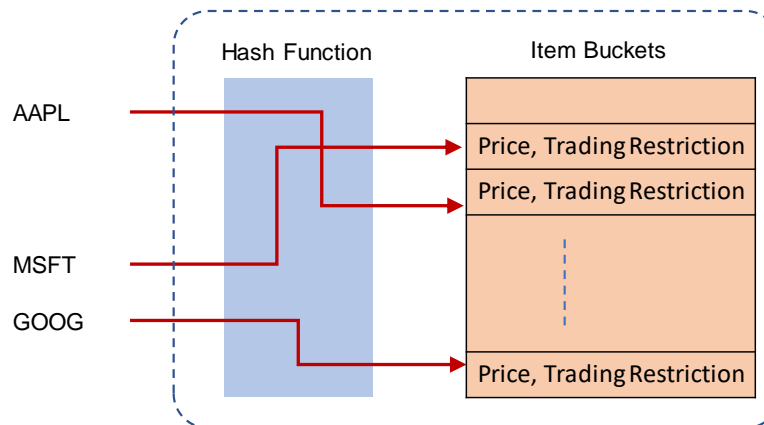 Hash Function
Item Buckets
AAPL
Price, Trading Restriction
Price, Trading Restriction
MSFT
GOOG
Price, Trading Restriction